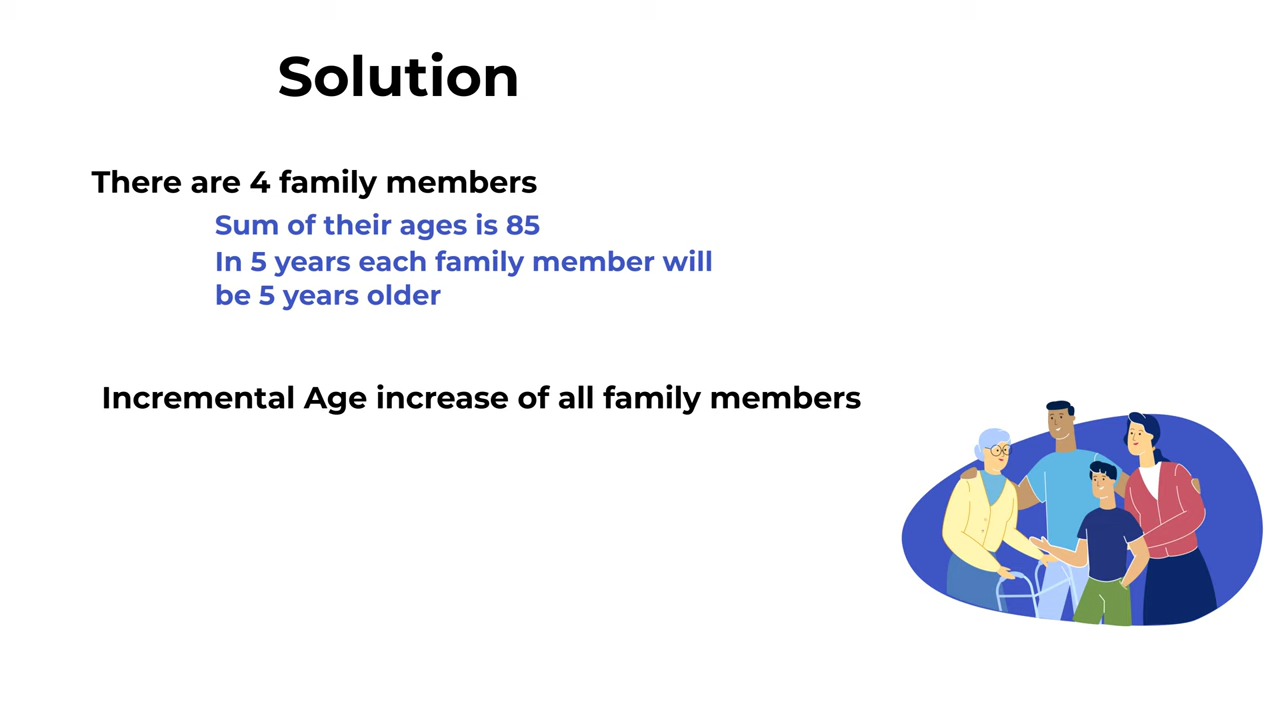 Solution
There are 4 family members
Sum of their ages is 85
In 5 years each family member will
be 5 years older
Incremental Age increase of all family members